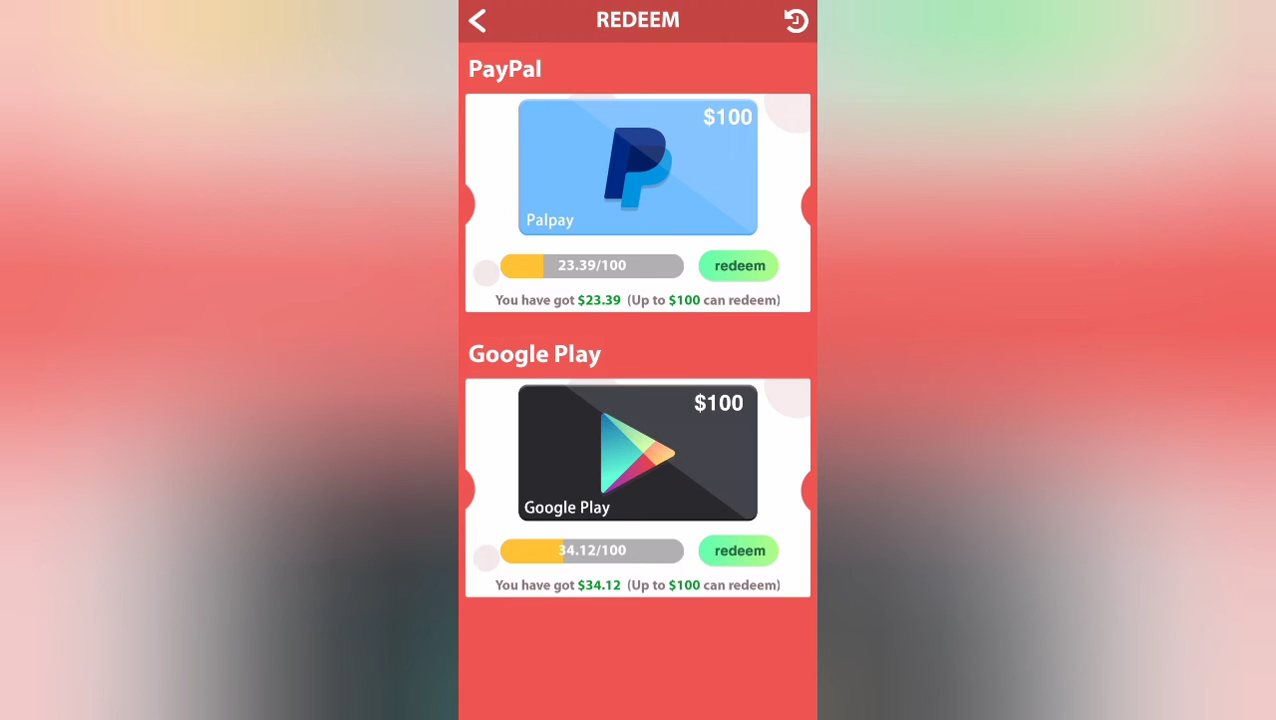 REDEEM
PayPal
$100
Palpay
23.39/100
redeem
You have got $23.39 (Up to $100 can redeem)
Google Play
$100
Google Play
34.12/100
redeem
You have got $34.12 (Up to $100 can redeem)